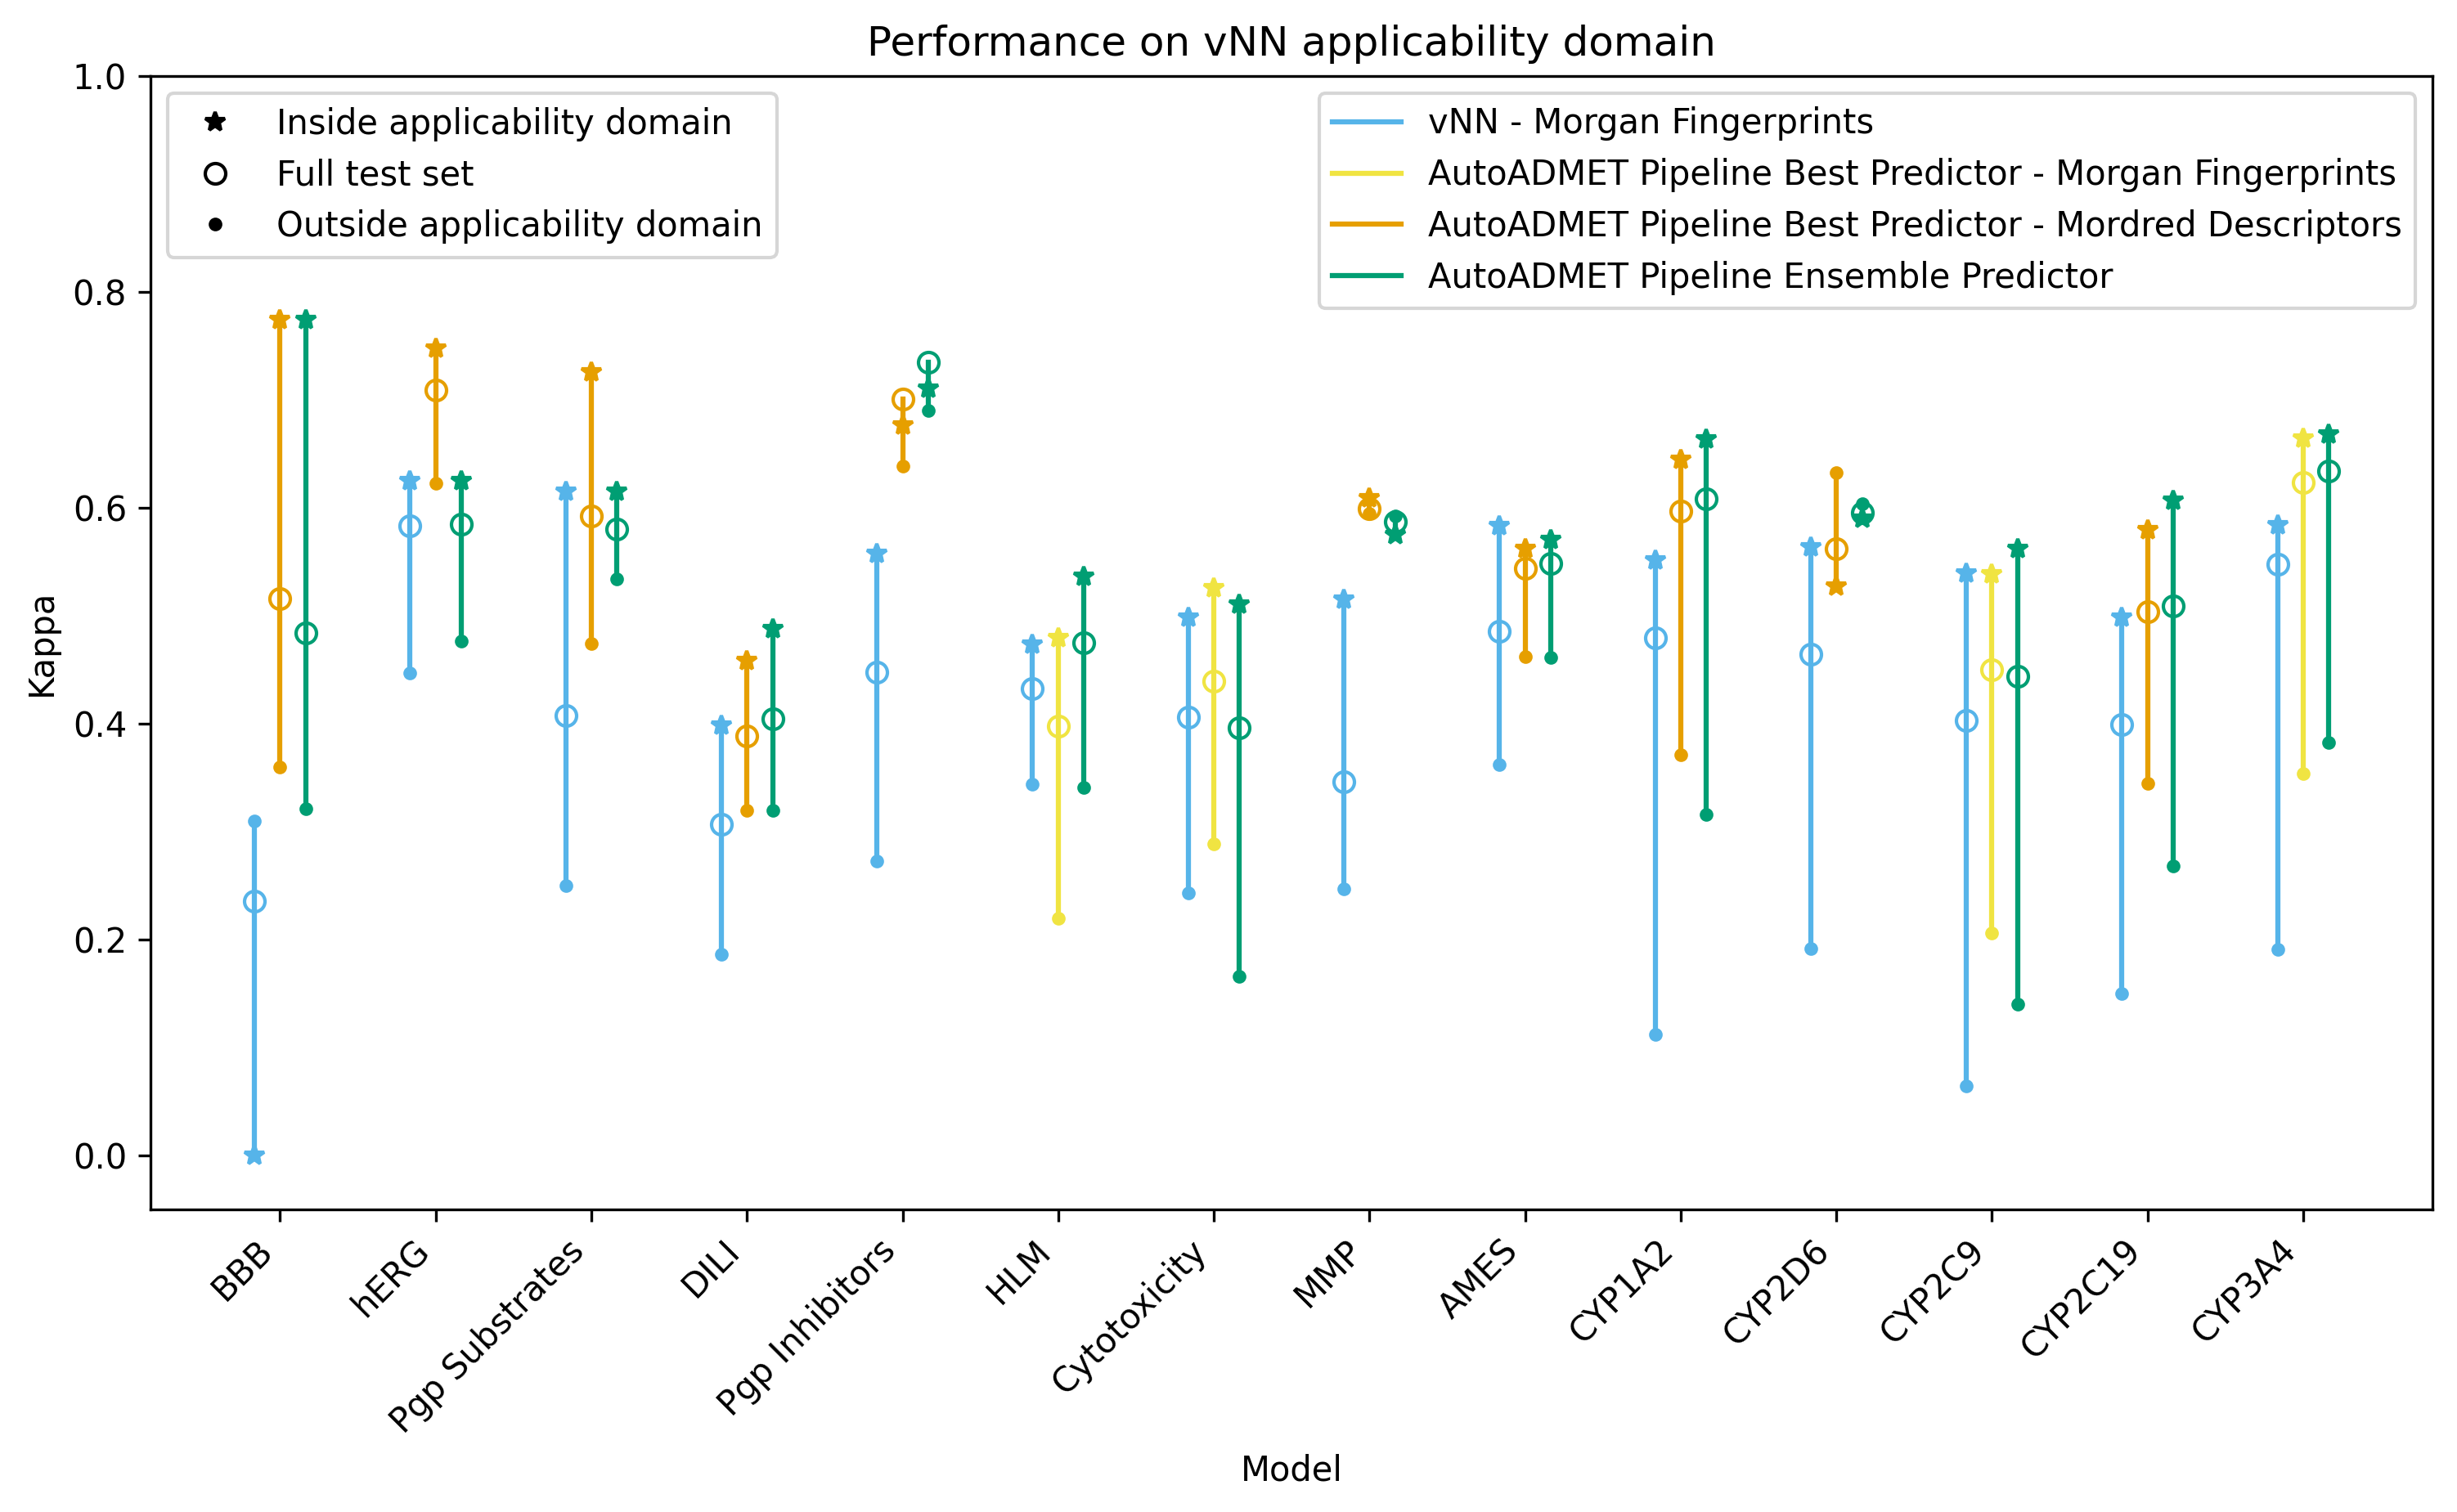 Performance on vNN applicability domain
Inside applicability domain
Full test set
Outside applicability domain
vNN - Morgan Fingerprints
AutoADMET Pipeline Best Predictor - Morgan Fingerprints
AutoADMET Pipeline Best Predictor - Mordred Descriptors
AutoADMET Pipeline Ensemble Predictor
Kappa
1.0
0.8
0.6
0.4
0.2
0.0
BBB
hERG
Pgp Substrates
DILI
Pgp Inhibitors
HLM
Cytotoxicity
MMP
AMES
CYP1A2
CYP2D6
CYP2C9
CYP2C19
CYP3A4
Model